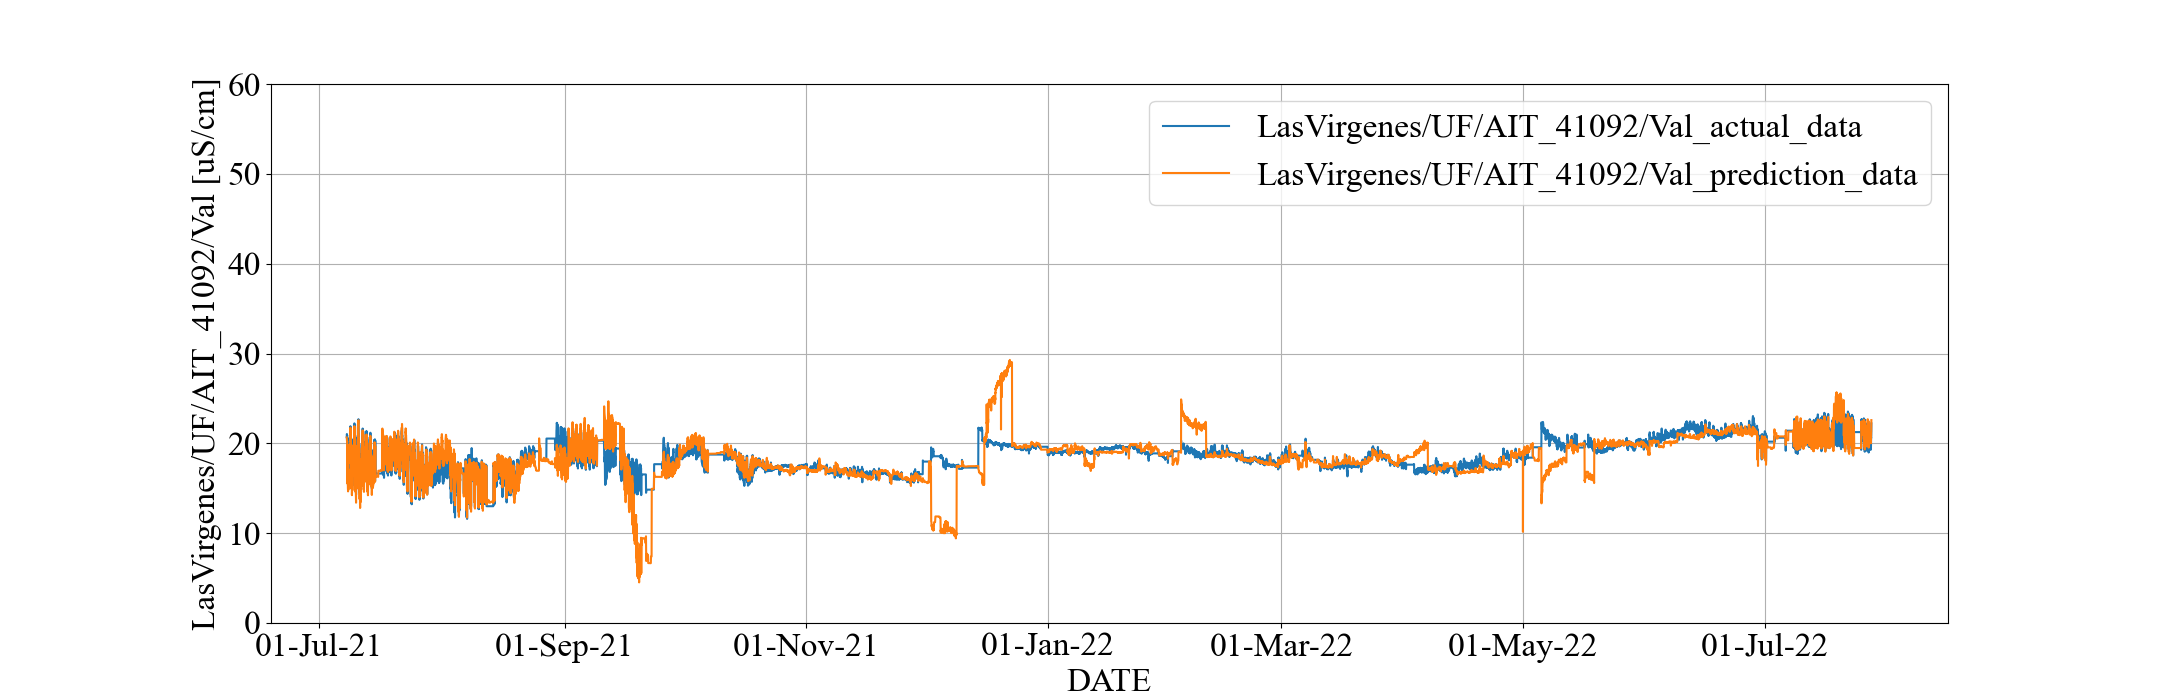 LasVirgenes/UF/AIT_41092/Val [uS/cm]
60
50
40
30
20
10
0
LasVirgenes/UF/AIT_41092/Val_actual_data
LasVirgenes/UF/AIT_41092/Val_prediction_data
01-Jul-21 01-Sep-21 01-Nov-21 01-Jan-22 01-Mar-22 01-May-22 01-Jul-22
DATE